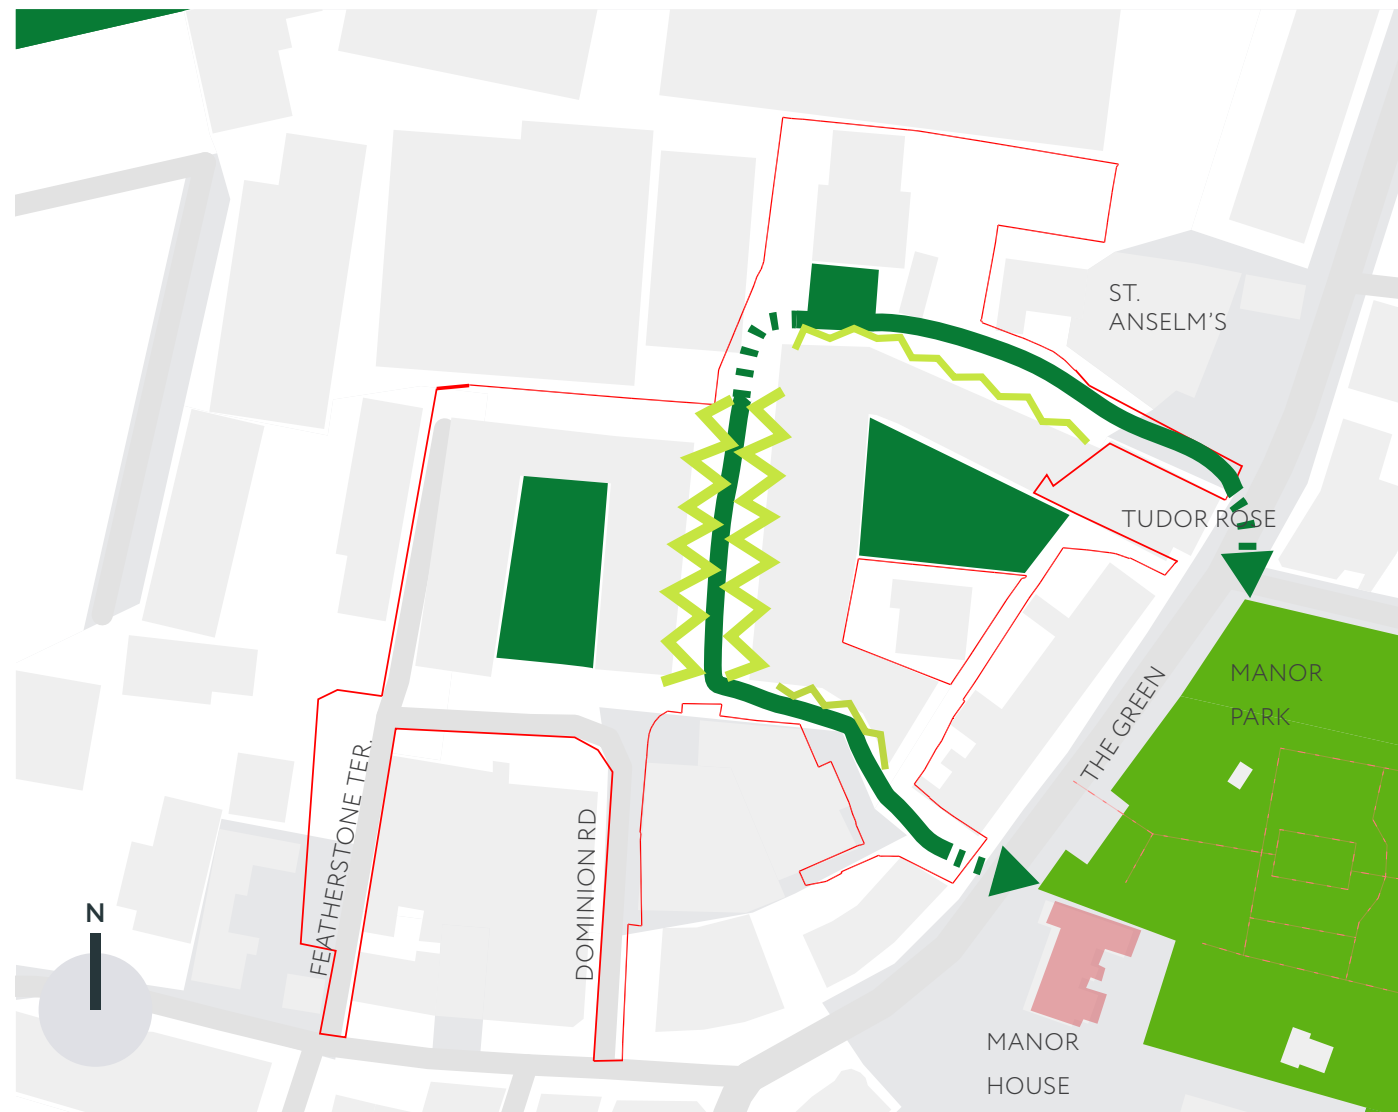 ST.
ANSELM'S
TUDOR ROSE
MANOR
PARK
THE GREEN
FEATHERSTONE TER.
DOMINION RD
N
MANOR
HOUSE